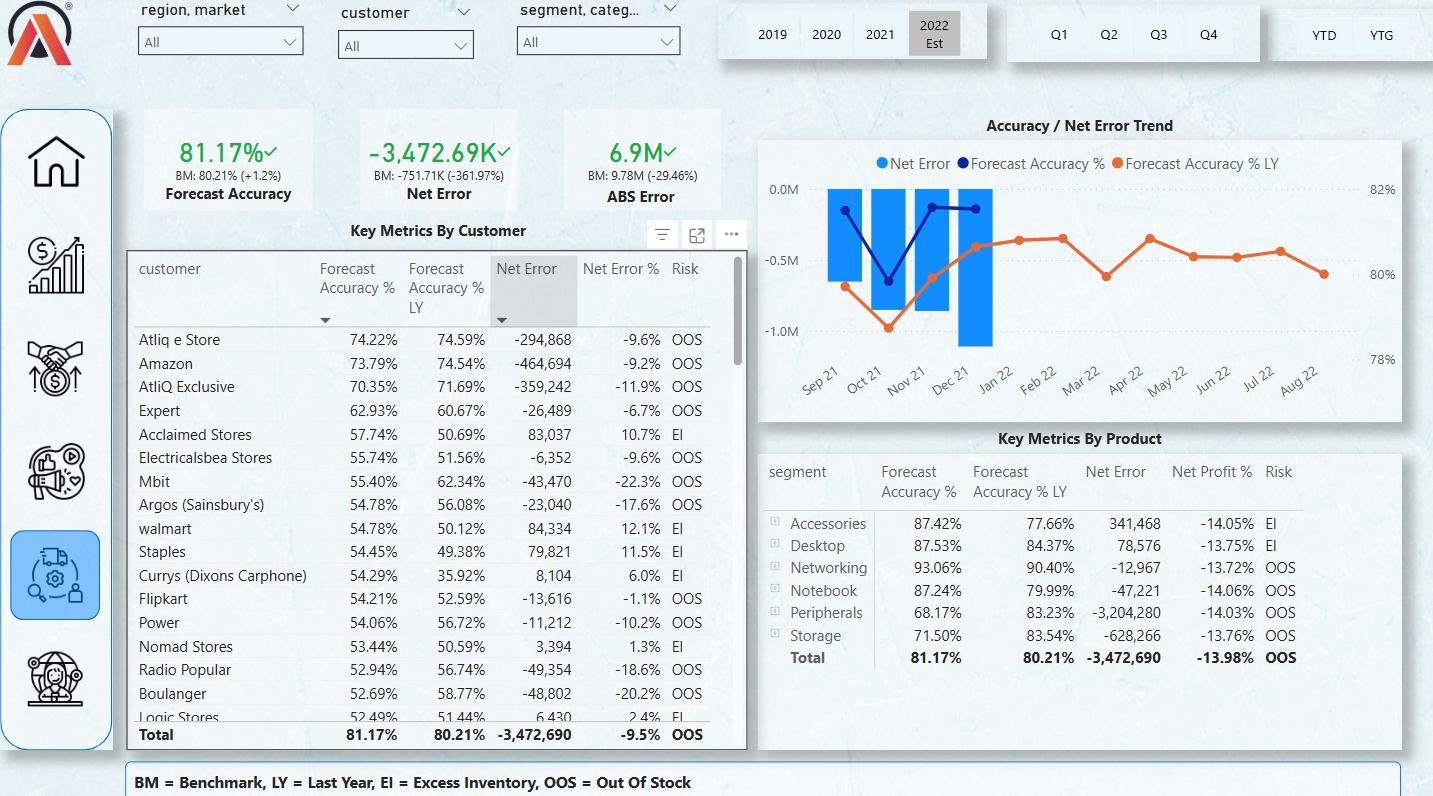 region, market
customer
segment, categ...
All
All
All
2019
2020
2021
2022
Est
Q1
Q2
Q3
Q4
YTD
YTG
81.17%
BM: 80.21% (+1.2%)
Forecast Accuracy
-3,472.69K
BM: -751.71K (-361.97%)
Net Error
6.9M
BM: 9.78M (-29.46%)
ABS Error
Key Metrics By Customer
customer Forecast Accuracy % Forecast Accuracy % LY Net Error Net Error % Risk
Atliq e Store 74.22% 74.59% -294,868 -9.6% OOS
Amazon 73.79% 74.54% -464,694 -9.2% OOS
AtliQ Exclusive 70.35% 71.69% -359,242 -11.9% OOS
Expert 62.93% 60.67% -26,489 -6.7% OOS
Acclaimed Stores 57.74% 50.69% 83,037 10.7% EI
Electricalsbea Stores 55.74% 51.56% -6,352 -9.6% OOS
Mbit 55.40% 62.34% -43,470 -22.3% OOS
Argos (Sainsbury's) 54.78% 56.08% -23,040 -17.6% OOS
walmart 54.78% 50.12% 84,334 12.1% EI
Staples 54.45% 49.38% 79,821 11.5% EI
Currys (Dixons Carphone) 54.29% 35.92% 8,104 6.0% EI
Flipkart 54.21% 52.59% -13,616 -1.1% OOS
Power 54.06% 56.72% -11,212 -10.2% OOS
Nomad Stores 53.44% 50.59% 3,394 1.3% EI
Radio Popular 52.94% 56.74% -49,354 -18.6% OOS
Boulanger 52.69% 58.77% -48,802 -20.2% OOS
Logic Stores 52.49% 51.44% 6,430 2.4% EI
Total 81.17% 80.21% -3,472,690 -9.5% OOS
Accuracy / Net Error Trend
Net Error Forecast Accuracy % Forecast Accuracy % LY
0.0M
-0.5M
-1.0M
82%
80%
78%
Sep 21
Oct 21
Nov 21
Dec 21
Jan 22
Feb 22
Mar 22
Apr 22
May 22
Jun 22
Jul 22
Aug 22
Key Metrics By Product
segment Forecast Accuracy % Forecast Accuracy % LY Net Error Net Profit % Risk
Accessories 87.42% 77.66% 341,468 -14.05% EI
Desktop 87.53% 84.37% 78,576 -13.75% EI
Networking 93.06% 90.40% -12,967 -13.72% OOS
Notebook 87.24% 79.99% -47,221 -14.06% OOS
Peripherals 68.17% 83.23% -3,204,280 -14.03% OOS
Storage 71.50% 83.54% -628,266 -13.76% OOS
Total 81.17% 80.21% -3,472,690 -13.98% OOS
BM = Benchmark, LY = Last Year, EI = Excess Inventory, OOS = Out Of Stock